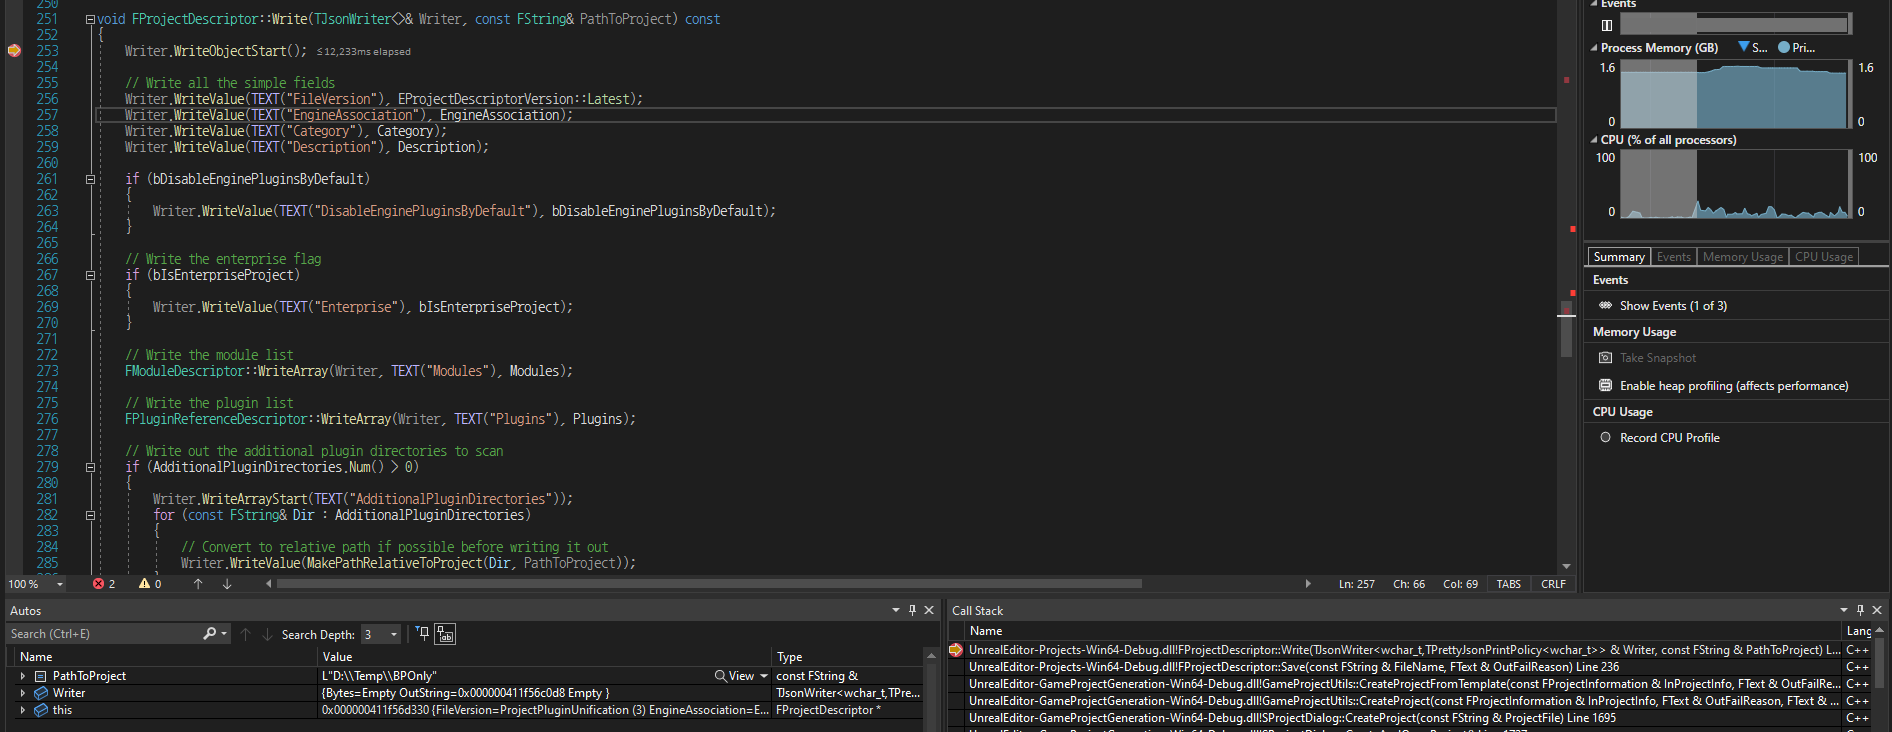 250
251 void FProjectDescriptor::Write(TJsonWriter<>& Writer, const FString& PathToProject) const
252 {
253 Writer.WriteObjectStart(); ≤12,233ms elapsed
254
255 // Write all the simple fields
256 Writer.WriteValue(TEXT("FileVersion"), EProjectDescriptorVersion::Latest);
257 Writer.WriteValue(TEXT("EngineAssociation"), EngineAssociation);
258 Writer.WriteValue(TEXT("Category"), Category);
259 Writer.WriteValue(TEXT("Description"), Description);
260
261 if (bDisableEnginePluginsByDefault)
262 {
263 Writer.WriteValue(TEXT("DisableEnginePluginsByDefault"), bDisableEnginePluginsByDefault);
264 }
265
266 // Write the enterprise flag
267 if (bIsEnterpriseProject)
268 {
269 Writer.WriteValue(TEXT("Enterprise"), bIsEnterpriseProject);
270 }
271
272 // Write the module list
273 FModuleDescriptor::WriteArray(Writer, TEXT("Modules"), Modules);
274
275 // Write the plugin list
276 FPluginReferenceDescriptor::WriteArray(Writer, TEXT("Plugins"), Plugins);
277
278 // Write out the additional plugin directories to scan
279 if (AdditionalPluginDirectories.Num() > 0)
280 {
281 Writer.WriteArrayStart(TEXT("AdditionalPluginDirectories"));
282 for (const FString& Dir : AdditionalPluginDirectories)
283 {
284 // Convert to relative path if possible before writing it out
285 Writer.WriteValue(MakePathRelativeToProject(Dir, PathToProject));
100 % 2 0 Ln: 257 Ch: 66 Col: 69 TABS CRLF
Events
Process Memory (GB) S... Pri...
1.6 1.6
0 0
CPU (% of all processors)
100 100
0 0
Summary Events Memory Usage CPU Usage
Events
Show Events (1 of 3)
Memory Usage
Take Snapshot
Enable heap profiling (affects performance)
CPU Usage
Record CPU Profile
Autos
Search (Ctrl+E) Search Depth: 3
Name Value Type
PathToProject L"D:\\Temp\\BPOnly" View const FString &
Writer {Bytes=Empty OutString=0x000000411f56c0d8 Empty } TJsonWriter<wchar_t,TPre...
this 0x000000411f56d330 {FileVersion=ProjectPluginUnification (3) EngineAssociation=E... FProjectDescriptor *
Call Stack
Name Lang
UnrealEditor-Projects-Win64-Debug.dll!FProjectDescriptor::Write(TJsonWriter<wchar_t,TPrettyJsonPrintPolicy<wchar_t>> & Writer, const FString & PathToProject) L... C++
UnrealEditor-Projects-Win64-Debug.dll!FProjectDescriptor::Save(const FString & FileName, FText & OutFailReason) Line 236 C++
UnrealEditor-GameProjectGeneration-Win64-Debug.dll!GameProjectUtils::CreateProjectFromTemplate(const FProjectInformation & InProjectInfo, FText & OutFailRe... C++
UnrealEditor-GameProjectGeneration-Win64-Debug.dll!GameProjectUtils::CreateProject(const FProjectInformation & InProjectInfo, FText & OutFailReason, FText & ... C++
UnrealEditor-GameProjectGeneration-Win64-Debug.dll!SProjectDialog::CreateProject(const FString & ProjectFile) Line 1695 C++